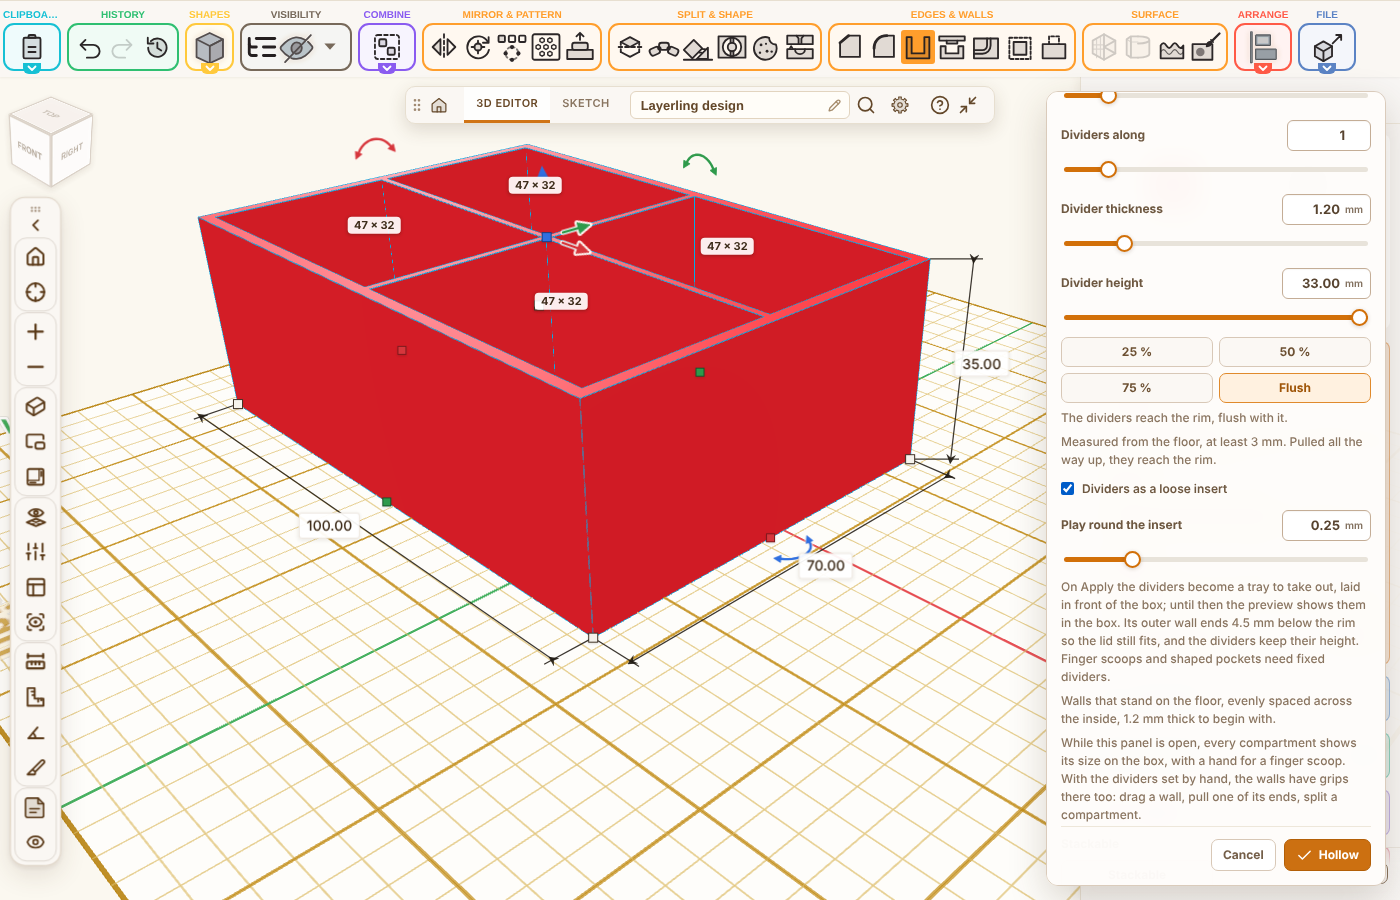 CLIPBOA...
HISTORY
SHAPES
VISIBILITY
COMBINE
MIRROR & PATTERN
SPLIT & SHAPE
EDGES & WALLS
SURFACE
ARRANGE
FILE
3D EDITOR
SKETCH
Layerling design
TOP
FRONT
RIGHT
47 × 32
47 × 32
47 × 32
47 × 32
35.00
100.00
70.00
Dividers along
1
Divider thickness
1.20 mm
Divider height
33.00 mm
25 %
50 %
75 %
Flush
The dividers reach the rim, flush with it.
Measured from the floor, at least 3 mm. Pulled all the
way up, they reach the rim.
Dividers as a loose insert
Play round the insert
0.25 mm
On Apply the dividers become a tray to take out, laid
in front of the box; until then the preview shows them
in the box. Its outer wall ends 4.5 mm below the rim
so the lid still fits, and the dividers keep their height.
Finger scoops and shaped pockets need fixed
dividers.
Walls that stand on the floor, evenly spaced across
the inside, 1.2 mm thick to begin with.
While this panel is open, every compartment shows
its size on the box, with a hand for a finger scoop.
With the dividers set by hand, the walls have grips
there too: drag a wall, pull one of its ends, split a
compartment.
Cancel
Hollow